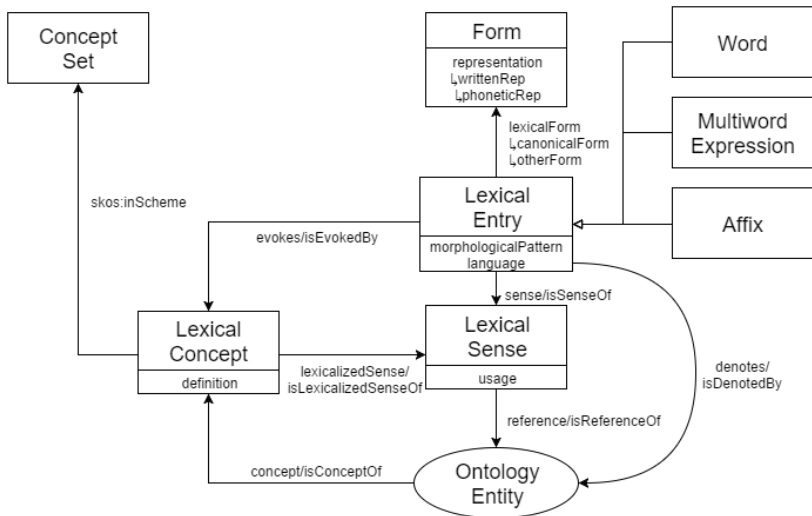 Concept
Set
Form
representation
↳writtenRep
↳phoneticRep
Word
lexicalForm
↳canonicalForm
↳otherForm
Multiword
Expression
skos:inScheme
Lexical
Entry
morphologicalPattern
language
Affix
evokes/isEvokedBy
sense/isSenseOf
Lexical
Concept
definition
lexicalizedSense/
isLexicalizedSenseOf
Lexical
Sense
usage
denotes/
isDenotedBy
reference/isReferenceOf
concept/isConceptOf
Ontology
Entity